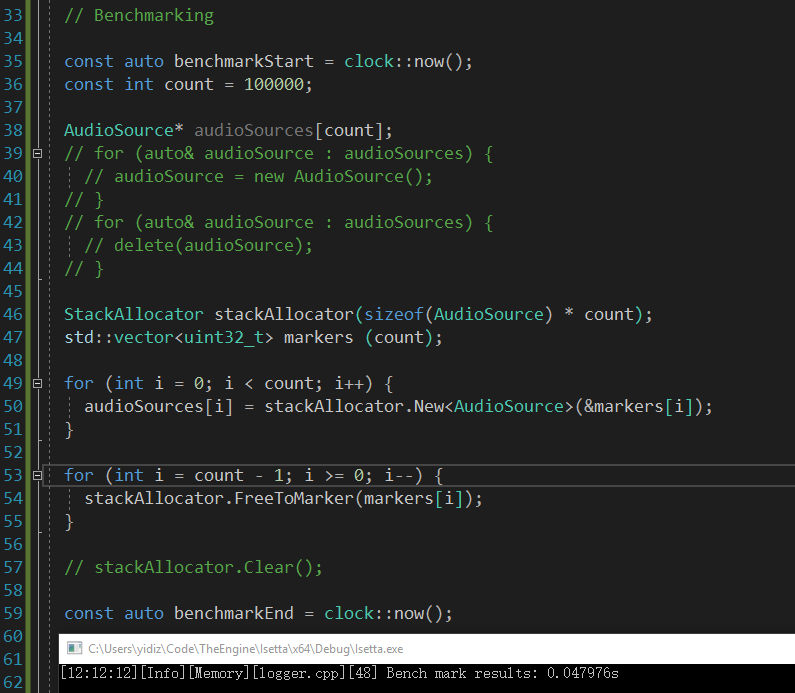 33 // Benchmarking
34
35 const auto benchmarkStart = clock::now();
36 const int count = 100000;
37
38 AudioSource* audioSources[count];
39 // for (auto& audioSource : audioSources) {
40 // audioSource = new AudioSource();
41 // }
42 // for (auto& audioSource : audioSources) {
43 // delete(audioSource);
44 // }
45
46 StackAllocator stackAllocator(sizeof(AudioSource) * count);
47 std::vector<uint32_t> markers (count);
48
49 for (int i = 0; i < count; i++) {
50 audioSources[i] = stackAllocator.New<AudioSource>(&markers[i]);
51 }
52
53 for (int i = count - 1; i >= 0; i--) {
54 stackAllocator.FreeToMarker(markers[i]);
55 }
56
57 // stackAllocator.Clear();
58
59 const auto benchmarkEnd = clock::now();
60
61 C:\Users\yidiz\Code\TheEngine\Isetta\x64\Debug\Isetta.exe
62 [12:12:12][Info][Memory][logger.cpp][48] Bench mark results: 0.047976s